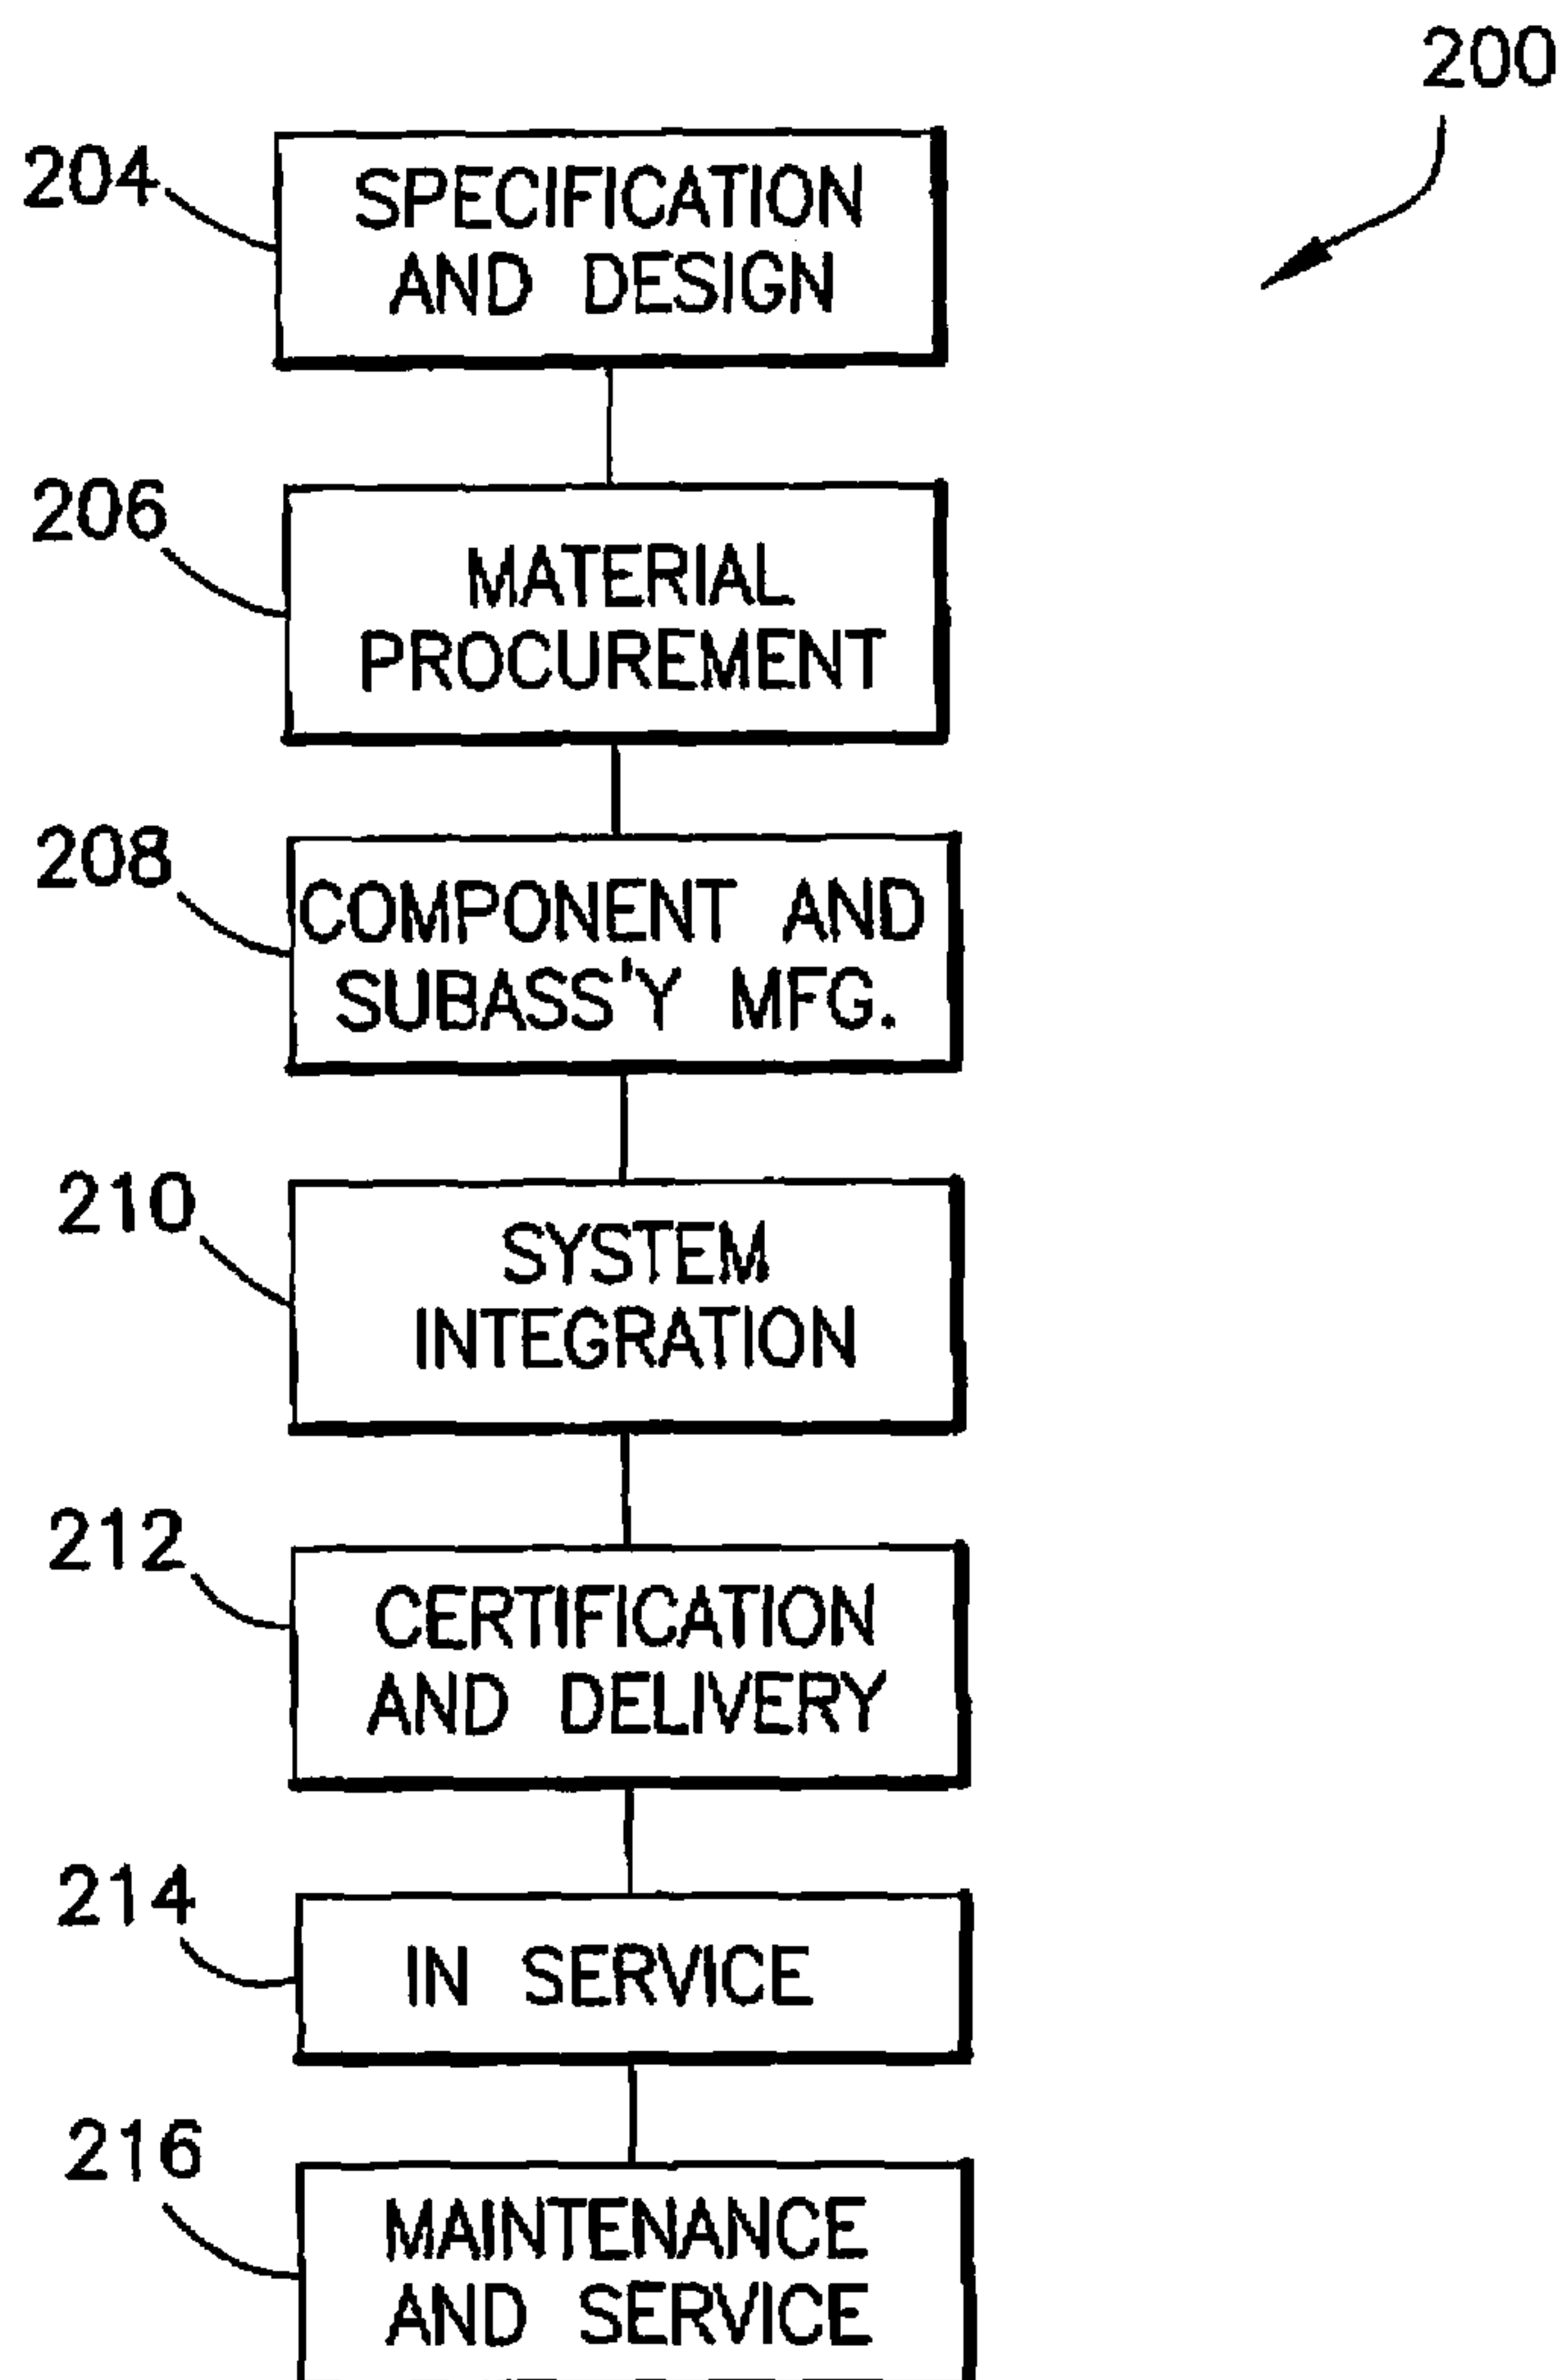 200
204
SPECIFICATION
AND DESIGN
206
MATERIAL
PROCUREMENT
208
COMPONENT AND
SUBASS'Y MFG.
210
SYSTEM
INTEGRATION
212
CERTIFICATION
AND DELIVERY
214
IN SERVICE
216
MAINTENANCE
AND SERVICE